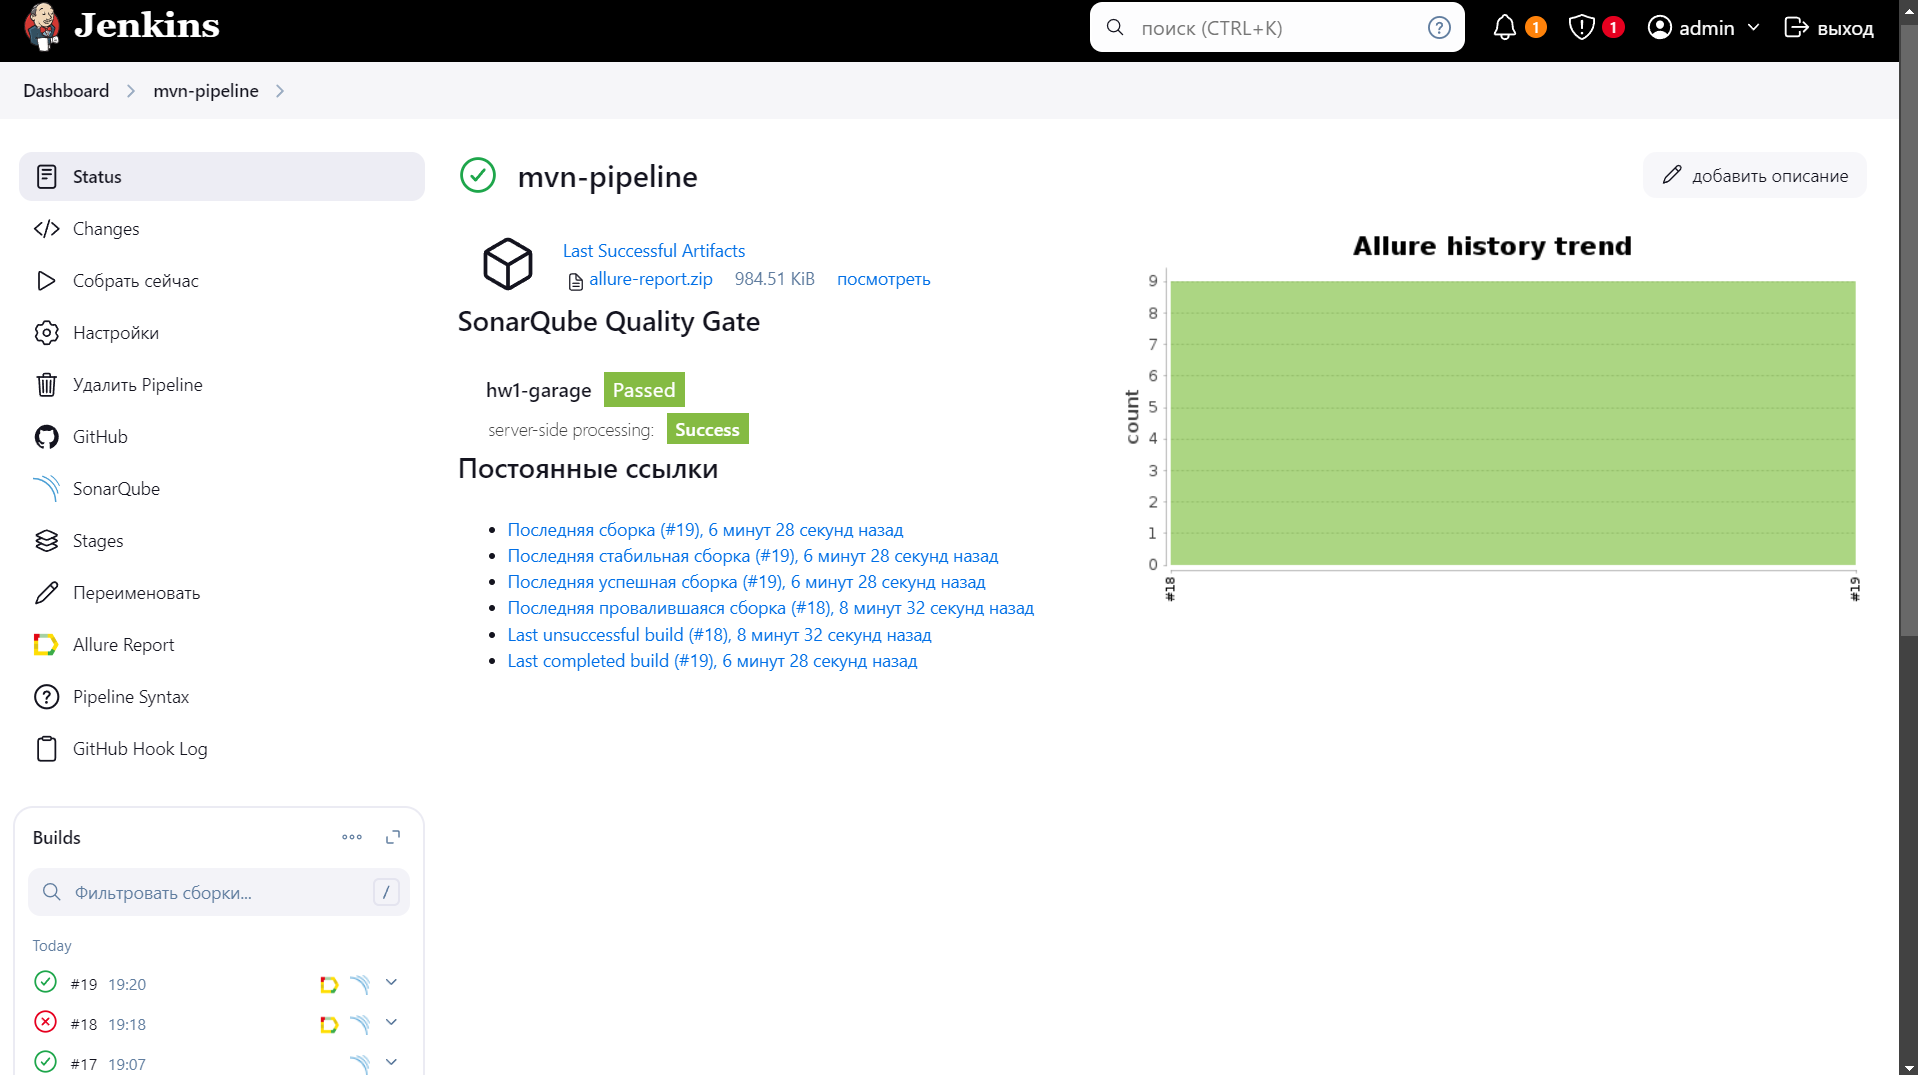 Jenkins
поиск (CTRL+K)
1
1
admin
выход
Dashboard
mvn-pipeline
Status
Changes
Собрать сейчас
Настройки
Удалить Pipeline
GitHub
SonarQube
Stages
Переименовать
Allure Report
Pipeline Syntax
GitHub Hook Log
Builds
Фильтровать сборки...
/
Today
#19 19:20
#18 19:18
#17 19:07
mvn-pipeline
добавить описание
Last Successful Artifacts
allure-report.zip 984.51 KiB посмотреть
SonarQube Quality Gate
hw1-garage Passed
server-side processing: Success
Постоянные ссылки
Последняя сборка (#19), 6 минут 28 секунд назад
Последняя стабильная сборка (#19), 6 минут 28 секунд назад
Последняя успешная сборка (#19), 6 минут 28 секунд назад
Последняя провалившаяся сборка (#18), 8 минут 32 секунд назад
Last unsuccessful build (#18), 8 минут 32 секунд назад
Last completed build (#19), 6 минут 28 секунд назад
Allure history trend
count
9
8
7
6
5
4
3
2
1
0
#18
#19